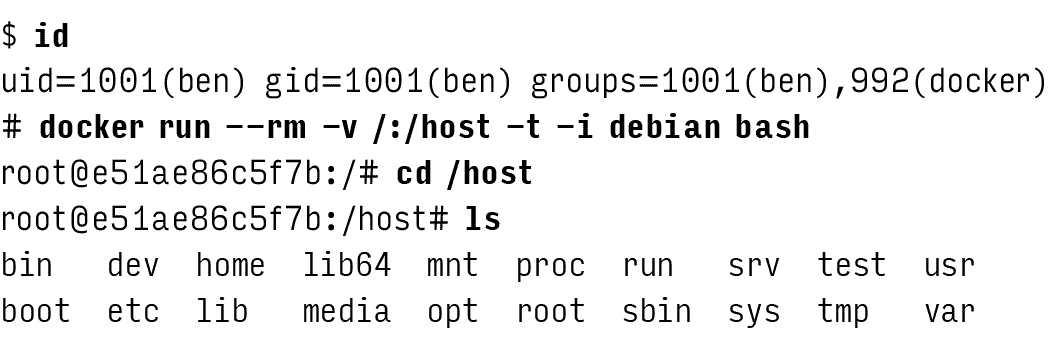 $ id
uid=1001(ben) gid=1001(ben) groups=1001(ben),992(docker)
# docker run --rm -v /:/host -t -i debian bash
root@e51ae86c5f7b:/# cd /host
root@e51ae86c5f7b:/host# ls
bin dev home lib64 mnt proc run srv test usr
boot etc lib media opt root sbin sys tmp var